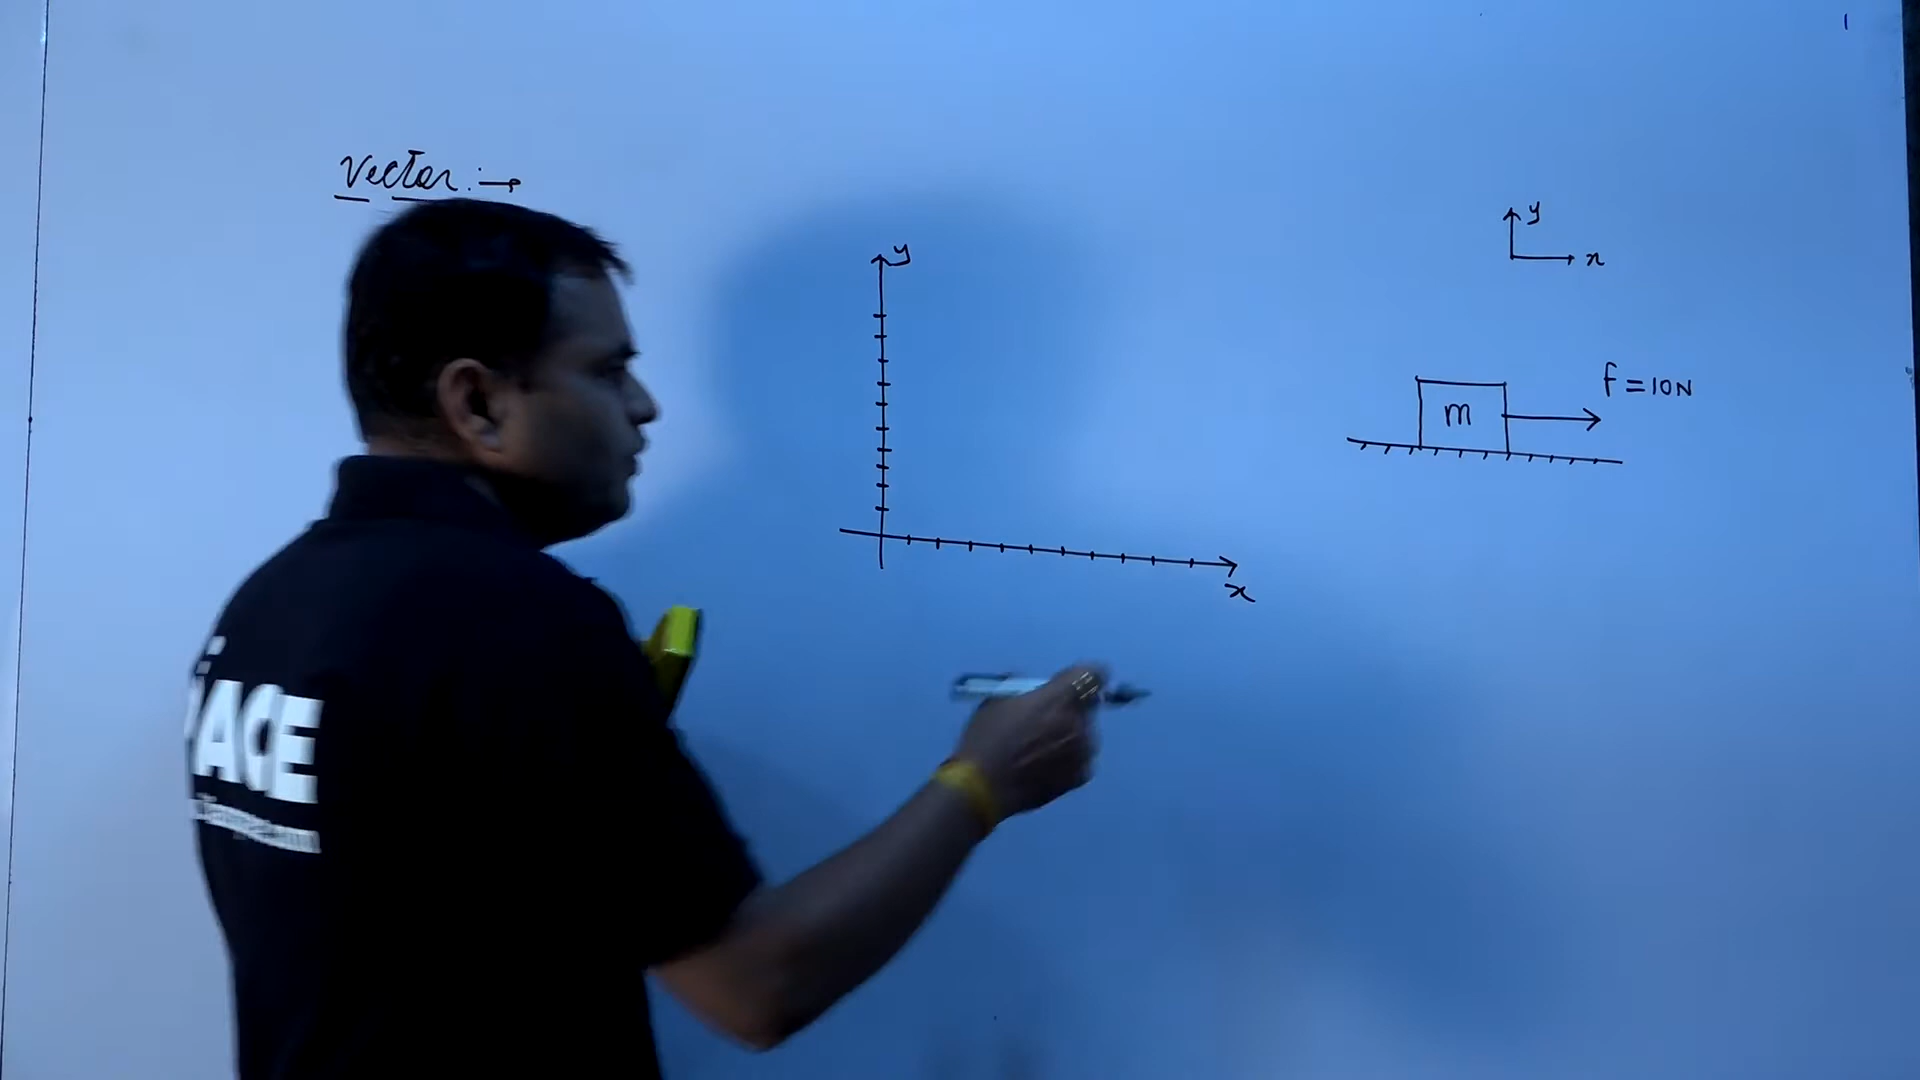 Vector :→
y
x
y
x
F = 10N
m
ACE